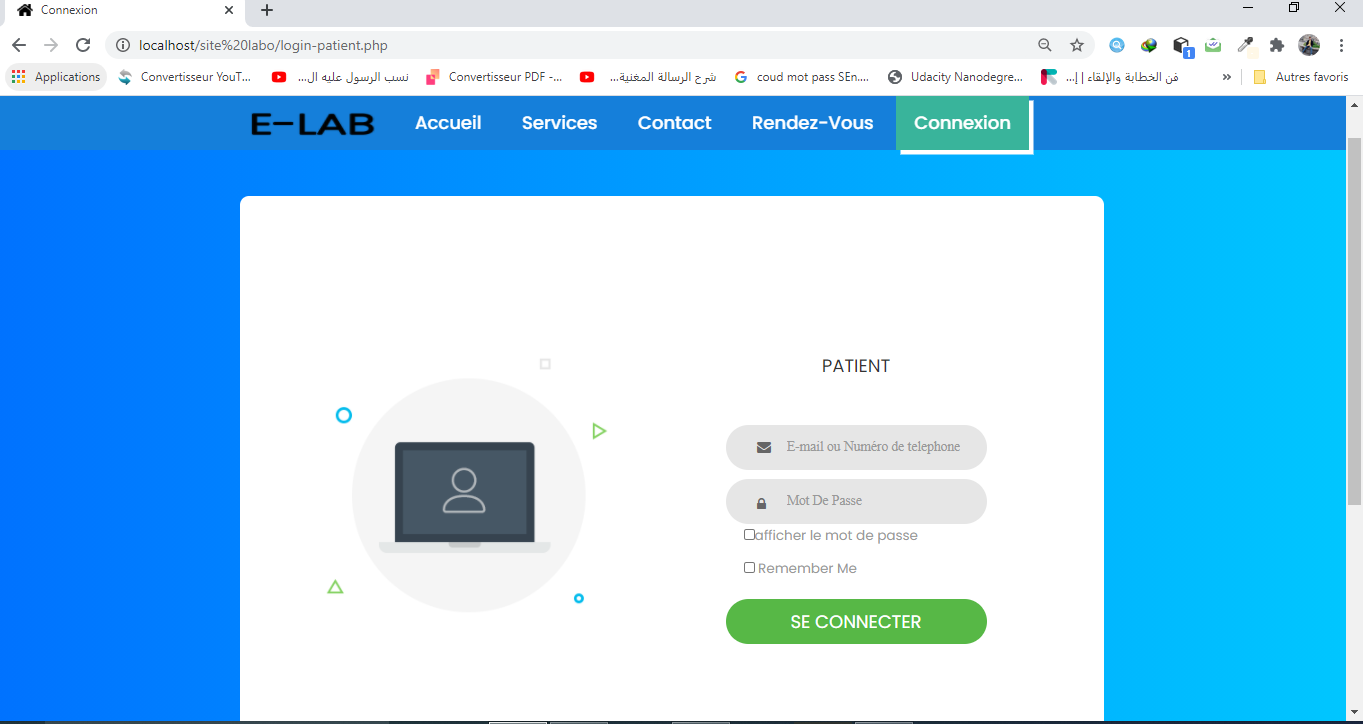 Connexion
localhost/site%20labo/login-patient.php
Applications
Convertisseur YouT...
نسب الرسول عليه ال...
Convertisseur PDF -...
شرح الرسالة المغنية...
coud mot pass SEn....
Udacity Nanodegre...
فن الخطابة والإلقاء | إ...
»
Autres favoris
1
E-LAB
Accueil
Services
Contact
Rendez-Vous
Connexion
PATIENT
E-mail ou Numéro de telephone
Mot De Passe
afficher le mot de passe
Remember Me
SE CONNECTER